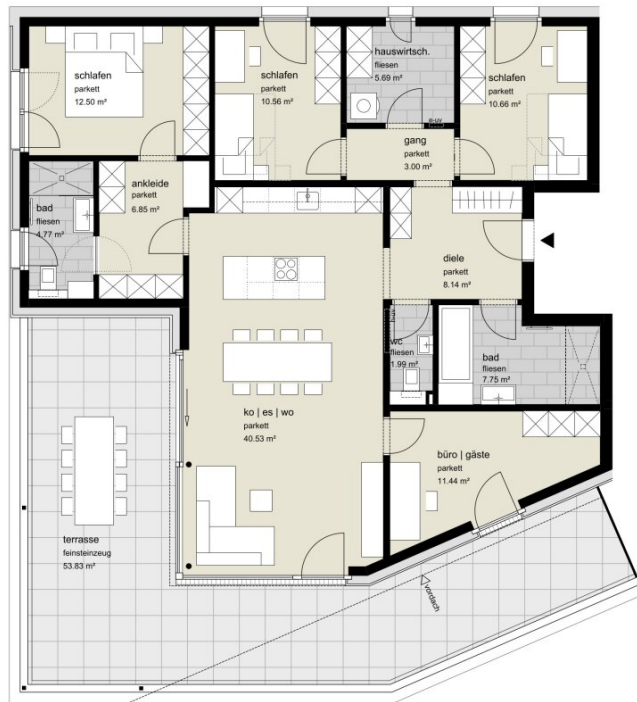 schlafen
parkett
12.50 m²
schlafen
parkett
10.56 m²
hauswirtsch.
fliesen
5.69 m²
schlafen
parkett
10.66 m²
e-uv
gang
parkett
3.00 m²
bad
fliesen
4.77 m²
ankleide
parkett
6.85 m²
diele
parkett
8.14 m²
wc
fliesen
1.99 m²
bad
fliesen
7.75 m²
ko | es | wo
parkett
40.53 m²
büro | gäste
parkett
11.44 m²
terrasse
feinsteinzeug
53.83 m²
vordach